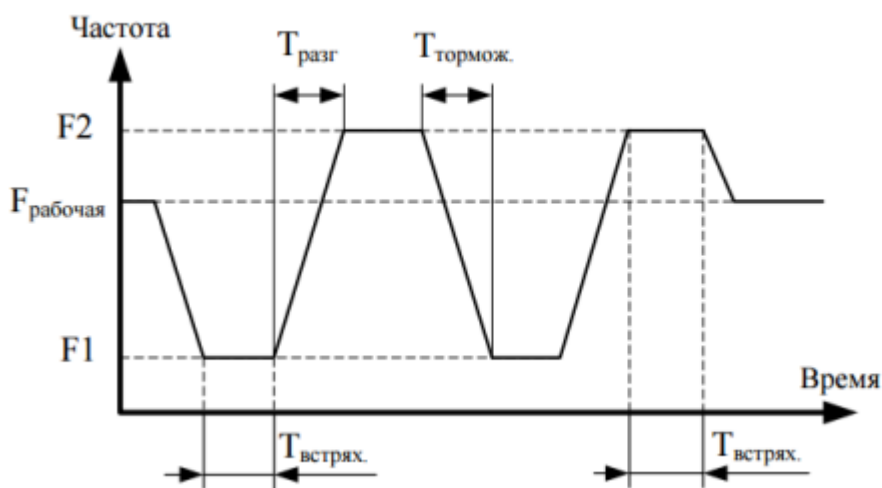 Частота
Tразг
Tтормож.
F2
Fрабочая
F1
Время
Tвстрях.
Tвстрях.